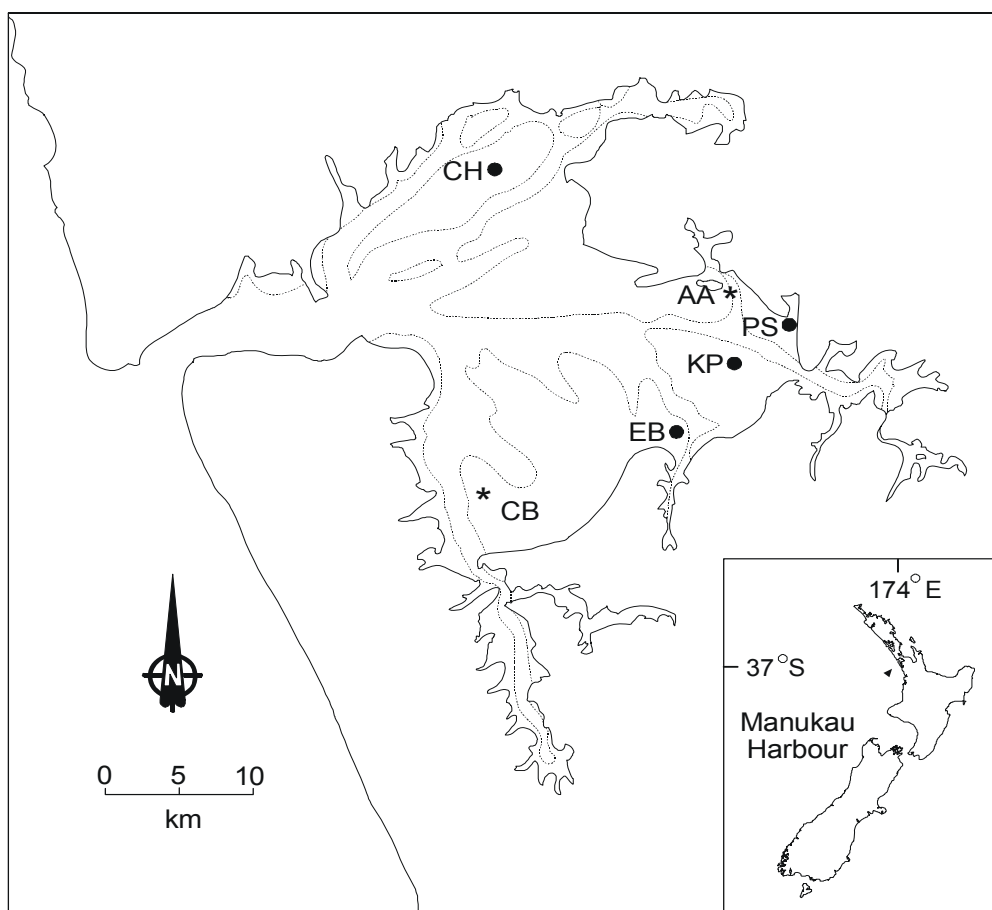 CH
AA *
PS
KP
EB
* CB
N
0 5 10
km
174°E
37°S
Manukau
Harbour